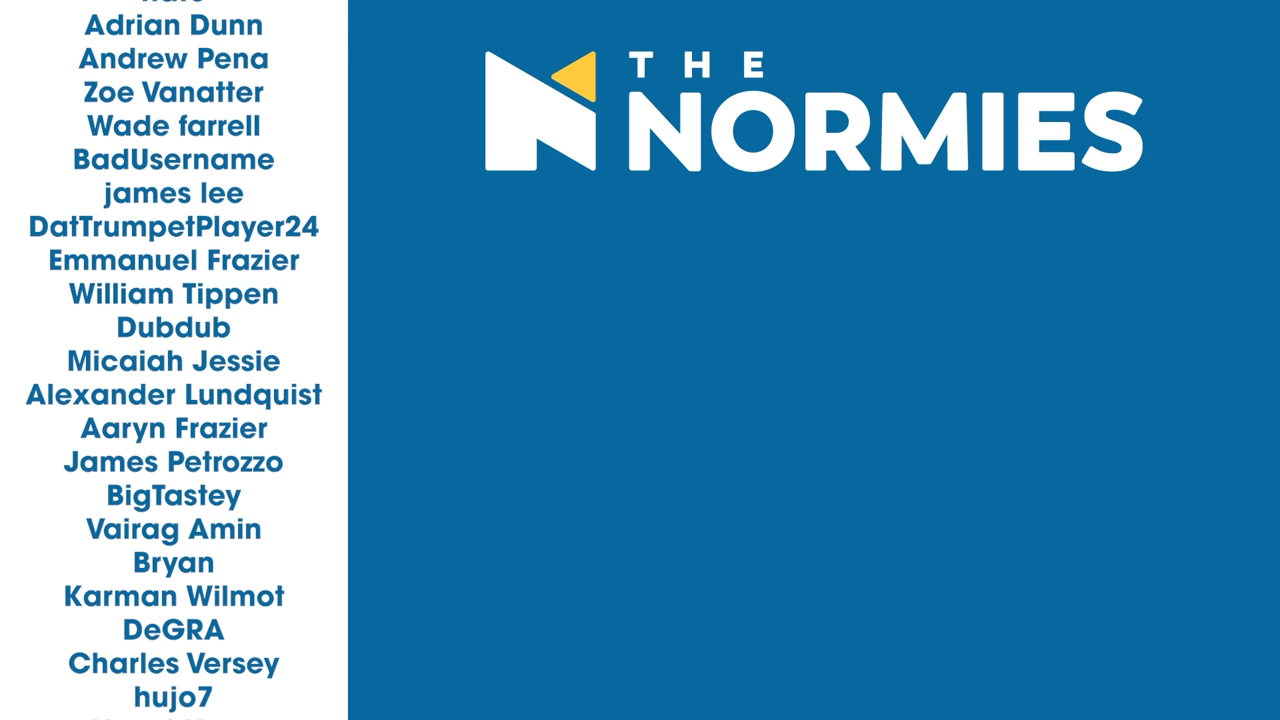 Adrian Dunn
Andrew Pena
Zoe Vanatter
Wade farrell
BadUsername
james lee
DatTrumpetPlayer24
Emmanuel Frazier
William Tippen
Dubdub
Micaiah Jessie
Alexander Lundquist
Aaryn Frazier
James Petrozzo
BigTastey
Vairag Amin
Bryan
Karman Wilmot
DeGRA
Charles Versey
hujo7
THE
NORMIES